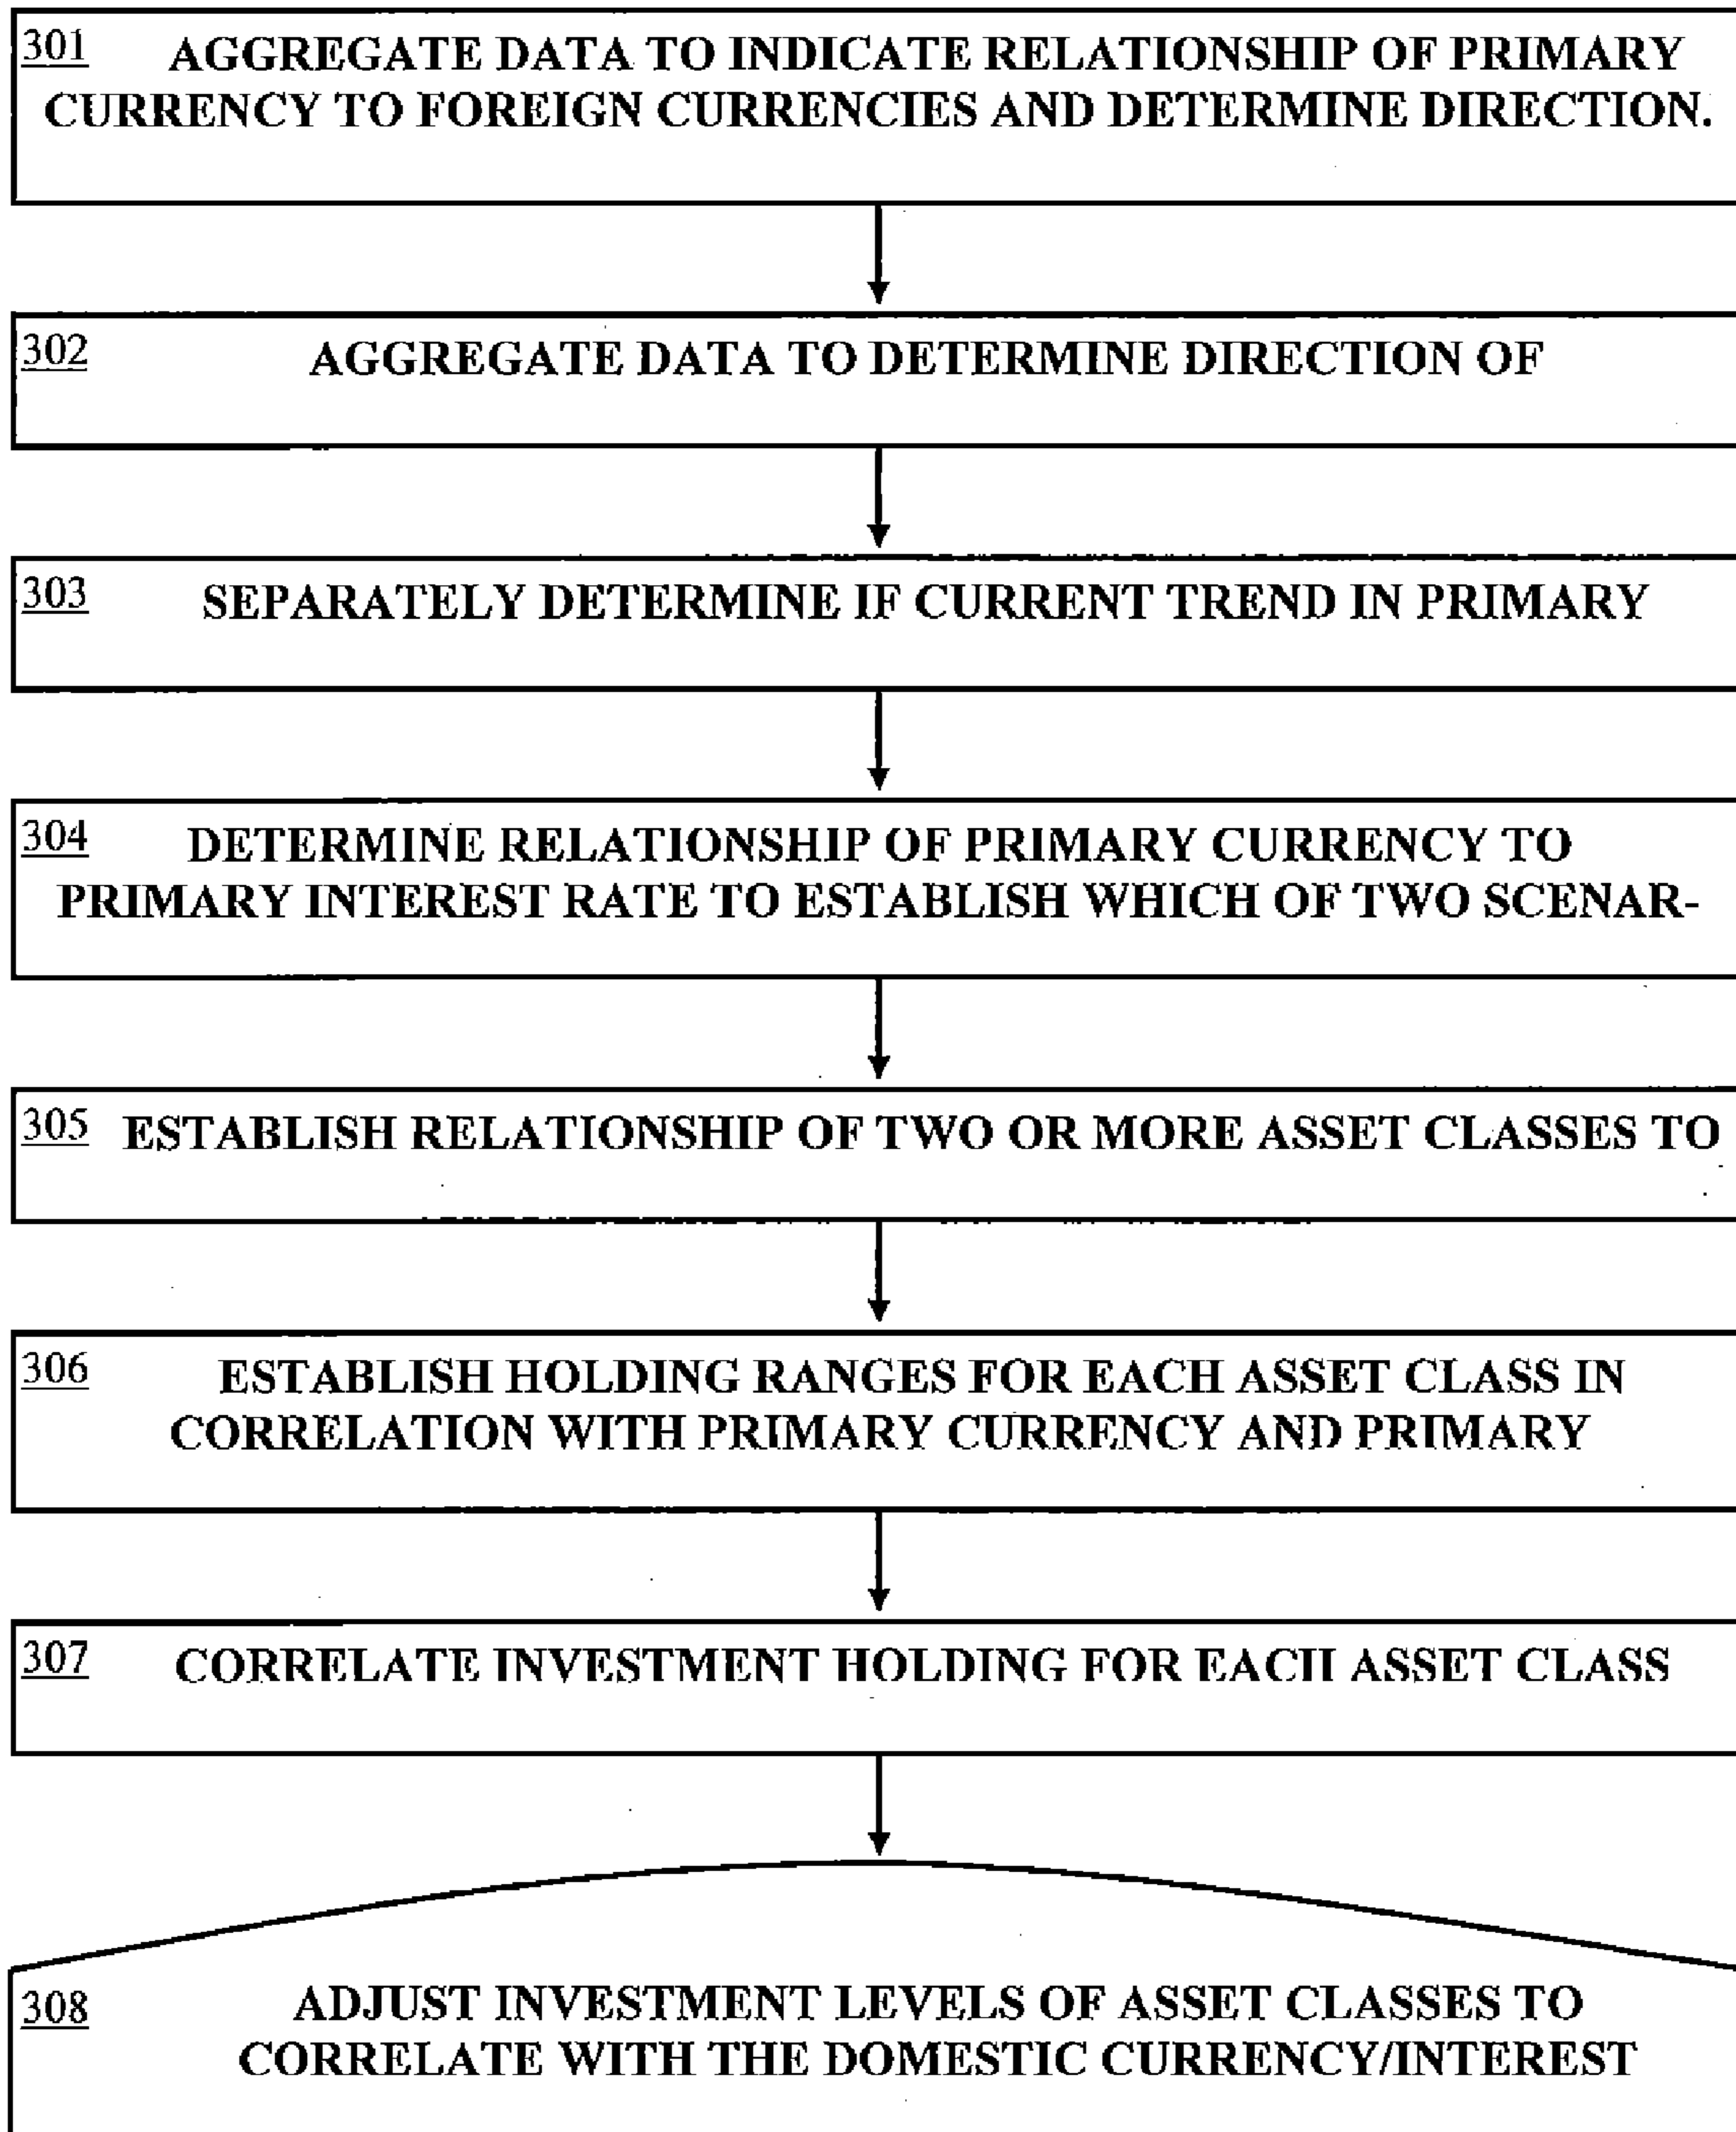 301 AGGREGATE DATA TO INDICATE RELATIONSHIP OF PRIMARY
CURRENCY TO FOREIGN CURRENCIES AND DETERMINE DIRECTION.
302 AGGREGATE DATA TO DETERMINE DIRECTION OF
303 SEPARATELY DETERMINE IF CURRENT TREND IN PRIMARY
304 DETERMINE RELATIONSHIP OF PRIMARY CURRENCY TO
PRIMARY INTEREST RATE TO ESTABLISH WHICH OF TWO SCENAR-
305 ESTABLISH RELATIONSHIP OF TWO OR MORE ASSET CLASSES TO
306 ESTABLISH HOLDING RANGES FOR EACH ASSET CLASS IN
CORRELATION WITH PRIMARY CURRENCY AND PRIMARY
307 CORRELATE INVESTMENT HOLDING FOR EACH ASSET CLASS
308 ADJUST INVESTMENT LEVELS OF ASSET CLASSES TO
CORRELATE WITH THE DOMESTIC CURRENCY/INTEREST